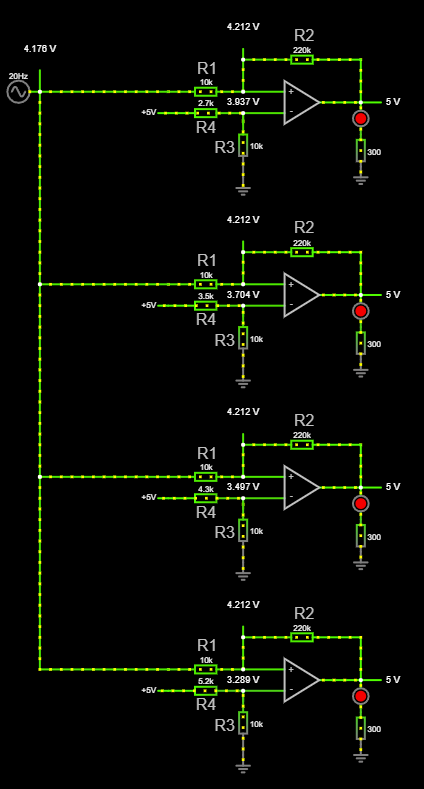 4.212 V
R2
4.176 V
220k
R1
20Hz
10k
2.7k
3.937 V
5 V
+5V
R4
R3
10k
300
4.212 V
R2
220k
R1
10k
3.5k
3.704 V
5 V
+5V
R4
R3
10k
300
4.212 V
R2
220k
R1
10k
4.3k
3.497 V
5 V
+5V
R4
R3
10k
300
4.212 V
R2
220k
R1
10k
5.2k
3.289 V
5 V
+5V
R4
R3
10k
300